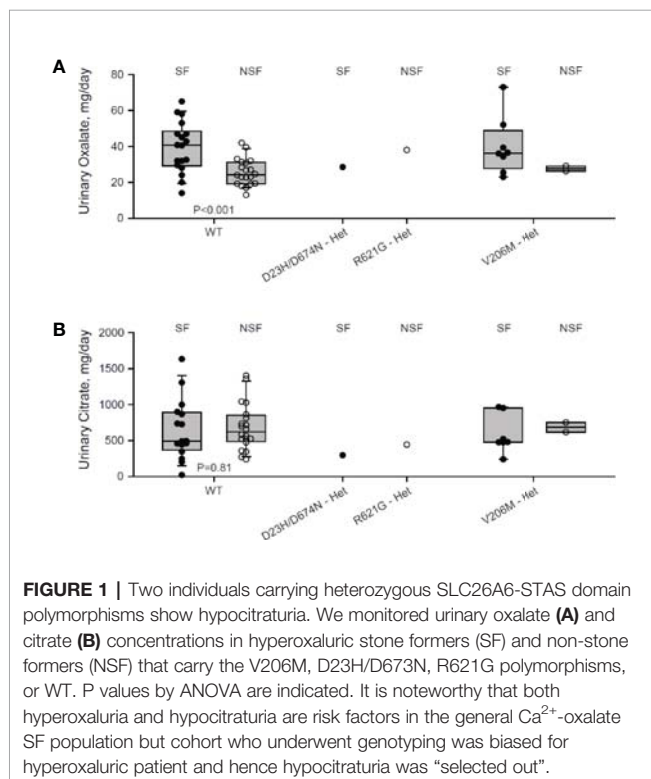 A
SF NSF SF NSF SF NSF
Urinary Oxalate, mg/day
80
60
40
20
0
P<0.001
WT
D23H/D674N - Het
R621G - Het
V206M - Het
B
SF NSF SF NSF SF NSF
Urinary Citrate, mg/day
2000
1500
1000
500
0
P=0.81
WT
D23H/D674N - Het
R621G - Het
V206M - Het
FIGURE 1 | Two individuals carrying heterozygous SLC26A6-STAS domain
polymorphisms show hypocitraturia. We monitored urinary oxalate (A) and
citrate (B) concentrations in hyperoxaluric stone formers (SF) and non-stone
formers (NSF) that carry the V206M, D23H/D673N, R621G polymorphisms,
or WT. P values by ANOVA are indicated. It is noteworthy that both
hyperoxaluria and hypocitraturia are risk factors in the general Ca²⁺-oxalate
SF population but cohort who underwent genotyping was biased for
hyperoxaluric patient and hence hypocitraturia was “selected out”.